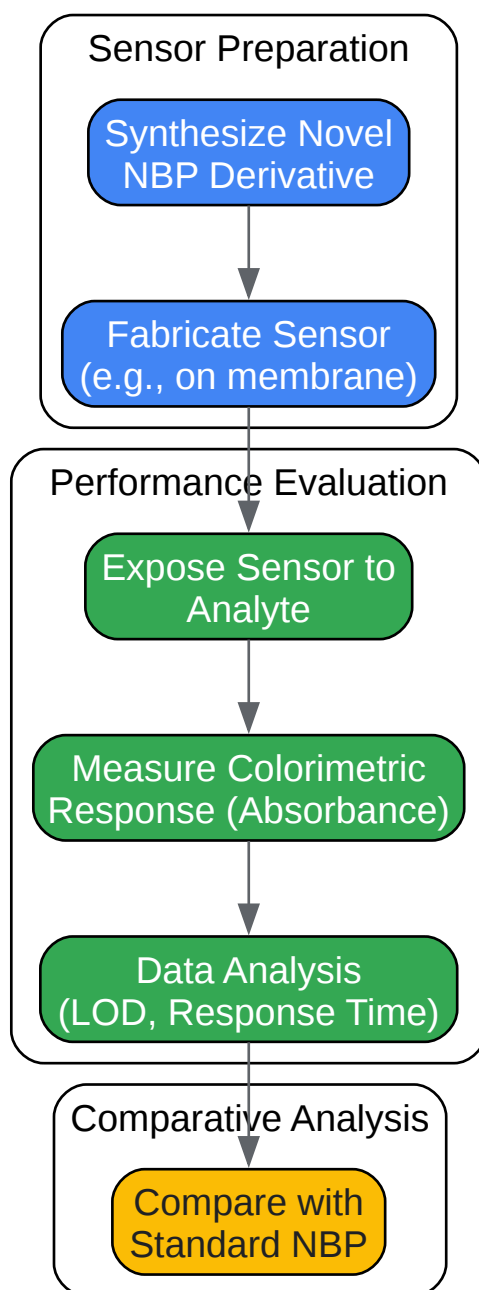 Sensor Preparation
Synthesize Novel
NBP Derivative
Fabricate Sensor
(e.g., on membrane)
Performance Evaluation
Expose Sensor to
Analyte
Measure Colorimetric
Response (Absorbance)
Data Analysis
(LOD, Response Time)
Comparative Analysis
Compare with
Standard NBP